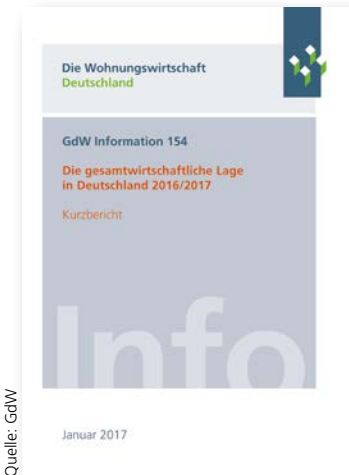 Die Wohnungswirtschaft
Deutschland
GdW Information 154
Die gesamtwirtschaftliche Lage
in Deutschland 2016/2017
Kurzbericht
Info
Januar 2017
Quelle: GdW